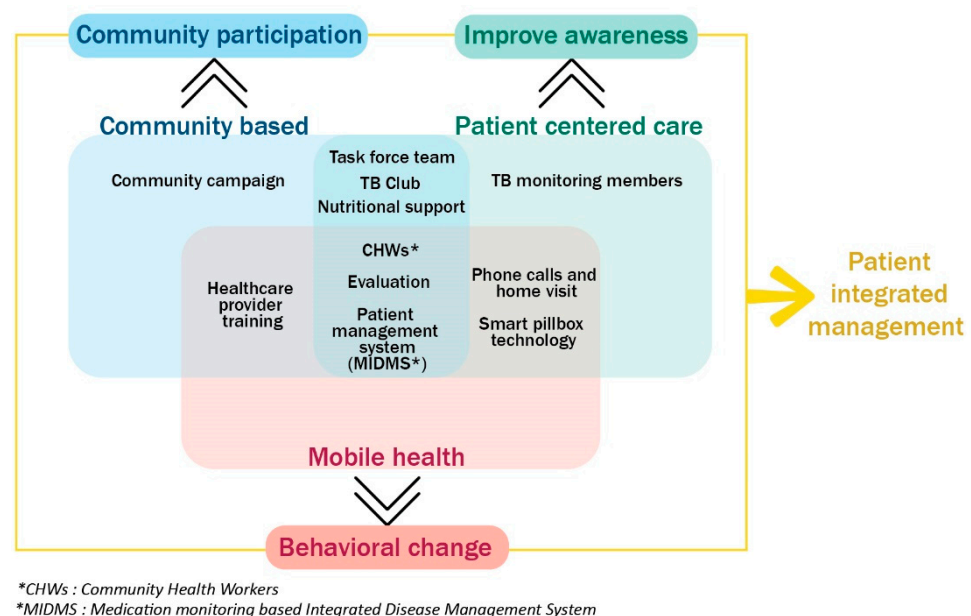 Community participation
Improve awareness
Community based
Patient centered care
Task force team
Community campaign
TB Club
TB monitoring members
Nutritional support
CHWs*
Healthcare
provider
training
Evaluation
Phone calls and
home visit
Patient
management
system
(MIDMS*)
Smart pillbox
technology
Patient
integrated
management
Mobile health
Behavioral change
*CHWs : Community Health Workers
*MIDMS : Medication monitoring based Integrated Disease Management System